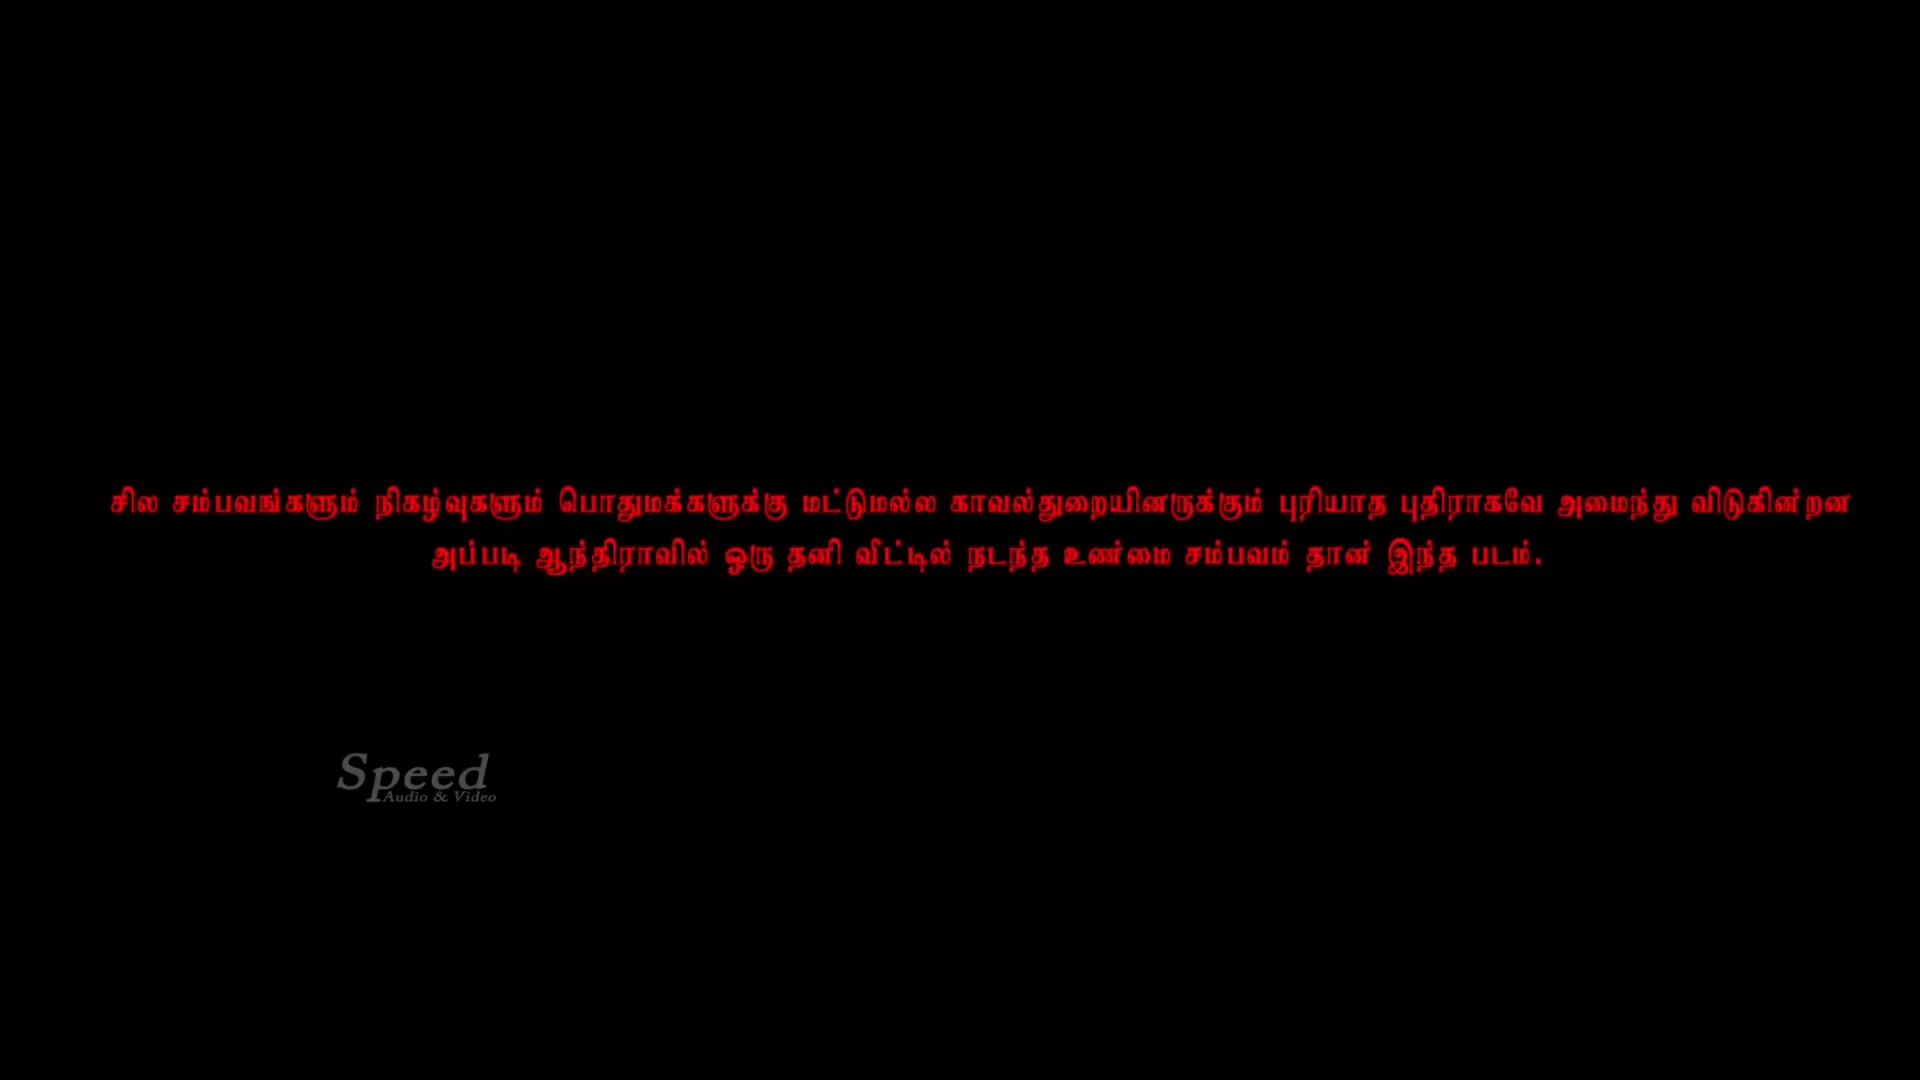 சில சம்பவங்களும் நிகழ்வுகளும் பொதுமக்களுக்கு மட்டுமல்ல காவல்துறையினருக்கும் புரியாத புதிராகவே அமைந்து விடுகின்றன
அப்படி ஆந்திராவில் ஒரு தனி வீட்டில் நடந்த உண்மை சம்பவம் தான் இந்த படம்.
Speed
Audio & Video